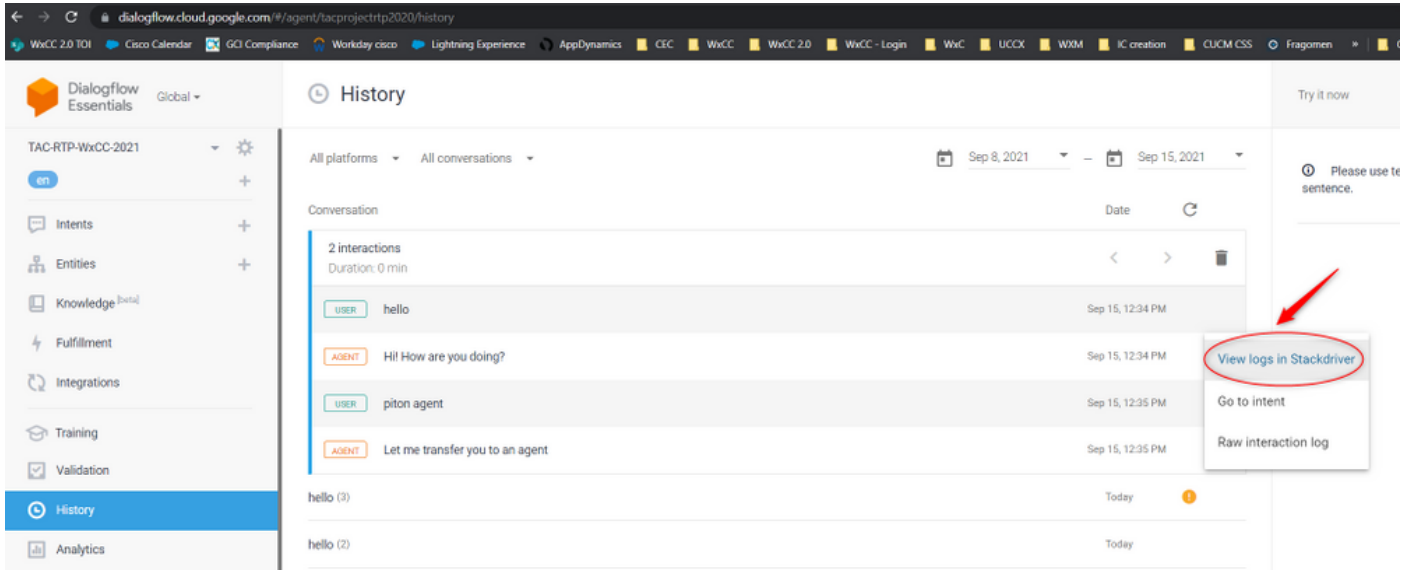 dialogflow.cloud.google.com/#/agent/tacprojectrtp2020/history
WxCC 2.0 TOI Cisco Calendar GCI Compliance Workday cisco Lightning Experience AppDynamics CEC WxCC WxCC 2.0 WxCC - Login WxC UCCX WXM IC creation CUCM CSS Fragomen »
Dialogflow Essentials Global
History
Try it now
TAC-RTP-WxCC-2021
en
All platforms All conversations Sep 8, 2021 – Sep 15, 2021
Please use te
sentence.
Conversation Date
Intents
Entities
Knowledge [beta]
Fulfillment
Integrations
Training
Validation
History
Analytics
2 interactions
Duration: 0 min
USER hello Sep 15, 12:34 PM
AGENT Hi! How are you doing? Sep 15, 12:34 PM
USER piton agent Sep 15, 12:35 PM
AGENT Let me transfer you to an agent Sep 15, 12:35 PM
hello (3) Today
hello (2) Today
View logs in Stackdriver
Go to intent
Raw interaction log